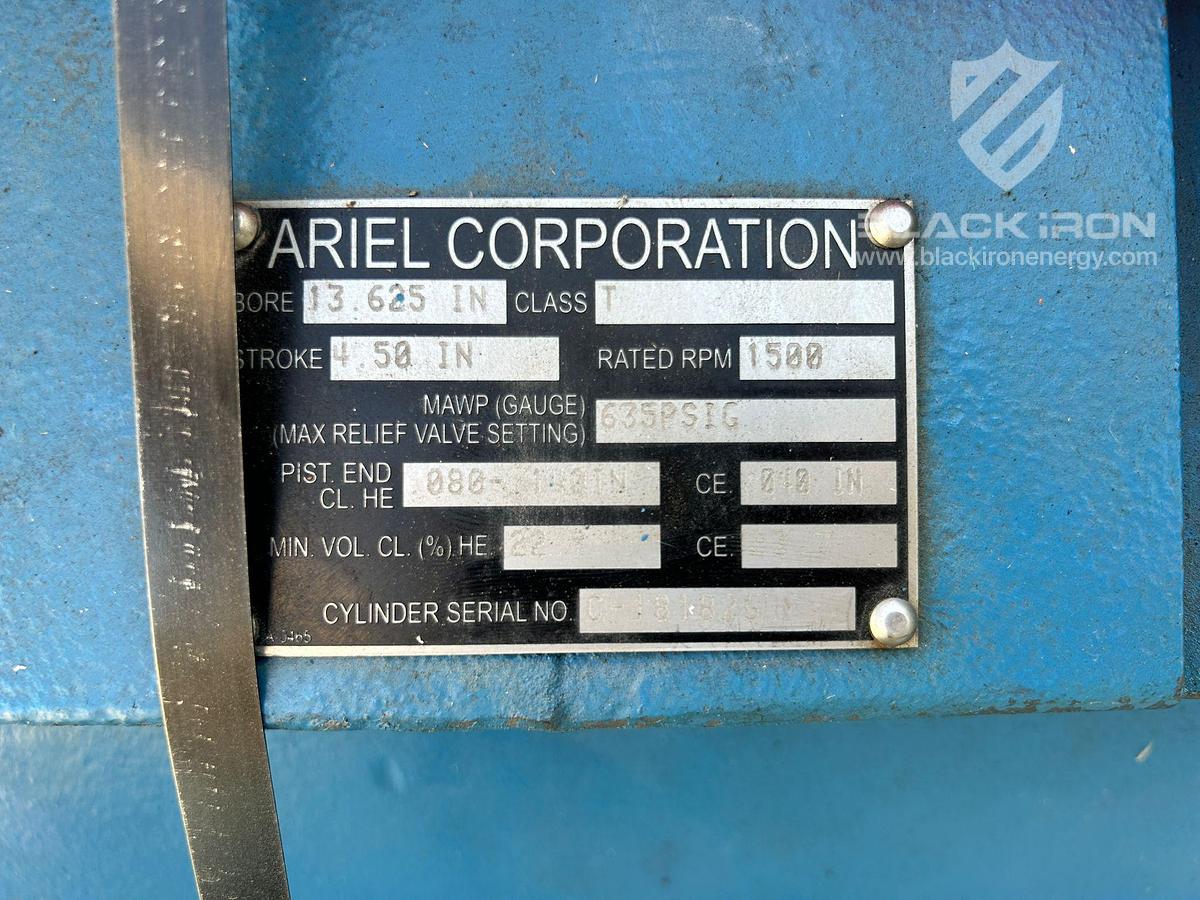 BLACK iRON
www.blackironenergy.com
ARIEL CORPORATION
BORE 13.625 IN CLASS T
STROKE 4.50 IN RATED RPM 1500
MAWP (GAUGE)
(MAX RELIEF VALVE SETTING) 635PSIG
PIST. END
CL. HE CE. .040 IN
MIN. VOL. CL. (%) HE CE.
CYLINDER SERIAL NO.